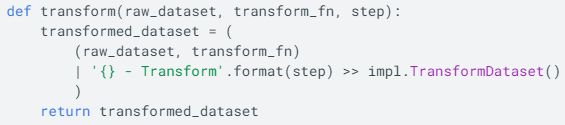 def transform(raw_dataset, transform_fn, step):
    transformed_dataset = (
        (raw_dataset, transform_fn)
        | '{} - Transform'.format(step) >> impl.TransformDataset()
        )
    return transformed_dataset